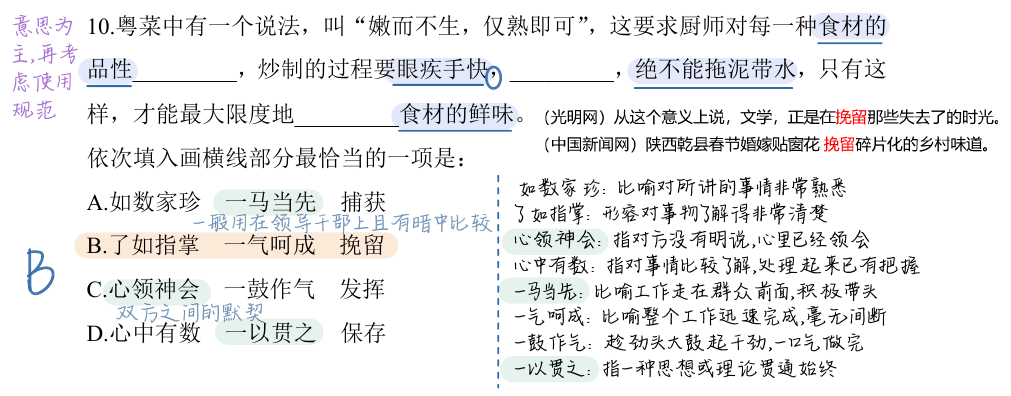 意思为
主,再考
虑使用
规范
10.粤菜中有一个说法，叫“嫩而不生，仅熟即可”，这要求厨师对每一种食材的
品性_________，炒制的过程要眼疾手快，_________，绝不能拖泥带水，只有这
样，才能最大限度地_________食材的鲜味。
（光明网）从这个意义上说，文学，正是在挽留那些失去了的时光。
（中国新闻网）陕西乾县春节婚嫁贴窗花 挽留碎片化的乡村味道。
依次填入画横线部分最恰当的一项是：
A.如数家珍 一马当先 捕获
一般用在领导干部上且有暗中比较
B.了如指掌 一气呵成 挽留
B
C.心领神会 一鼓作气 发挥
双方之间的默契
D.心中有数 一以贯之 保存
如数家珍: 比喻对所讲的事情非常熟悉
了如指掌: 形容对事物了解得非常清楚
心领神会: 指对方没有明说,心里已经领会
心中有数: 指对事情比较了解,处理起来已有把握
一马当先: 比喻工作走在群众前面,积极带头
一气呵成: 比喻整个工作迅速完成,毫无间断
一鼓作气: 趁劲头大鼓起干劲,一口气做完
一以贯之: 指一种思想或理论贯通始终